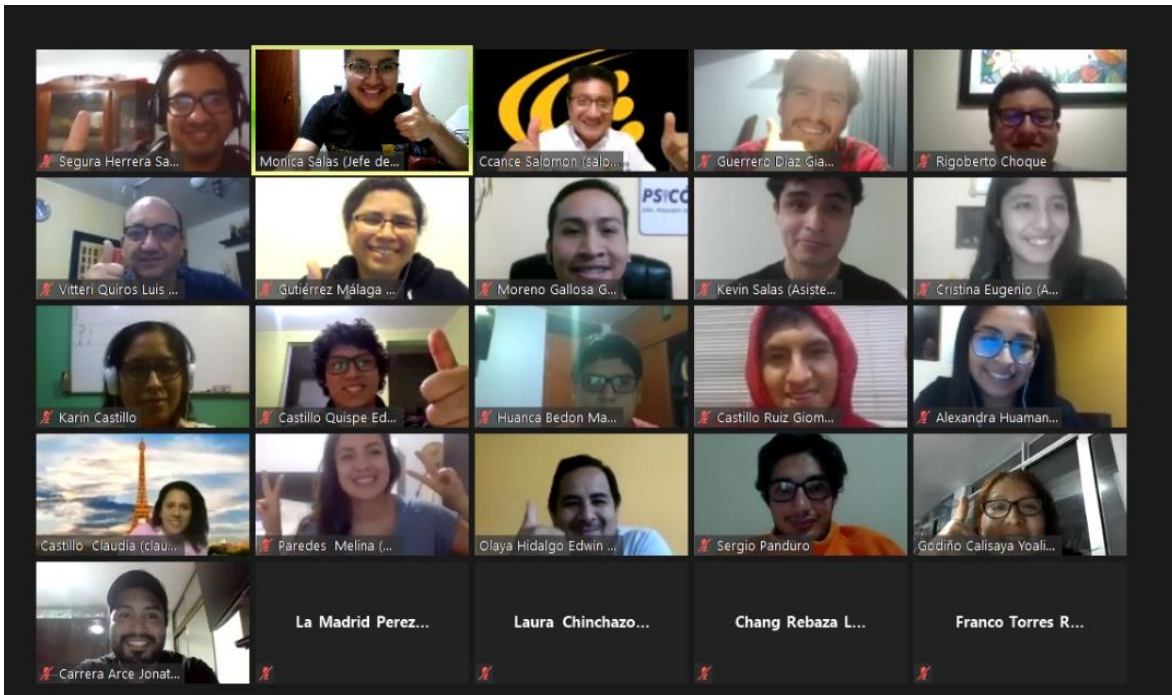 Segura Herrera Sa...
Monica Salas (Jefe de...
Ccance Salomon (salo...
Guerrero Diaz Gia...
Rigoberto Choque
PSICÓ
Vitteri Quiros Luis ...
Gutiérrez Málaga ...
Moreno Gallosa G...
Kevin Salas (Asiste...
Cristina Eugenio (A...
Karin Castillo
Castillo Quispe Ed...
Huanca Bedon Ma...
Castillo Ruiz Giom...
Alexandra Huaman...
Castillo Claudia (clau...
Paredes Melina (...
Olaya Hidalgo Edwin ...
Sergio Panduro
Godiño Calisaya Yoali...
Carrera Arce Jonat...
La Madrid Perez...
Laura Chinchazo...
Chang Rebaza L...
Franco Torres R...